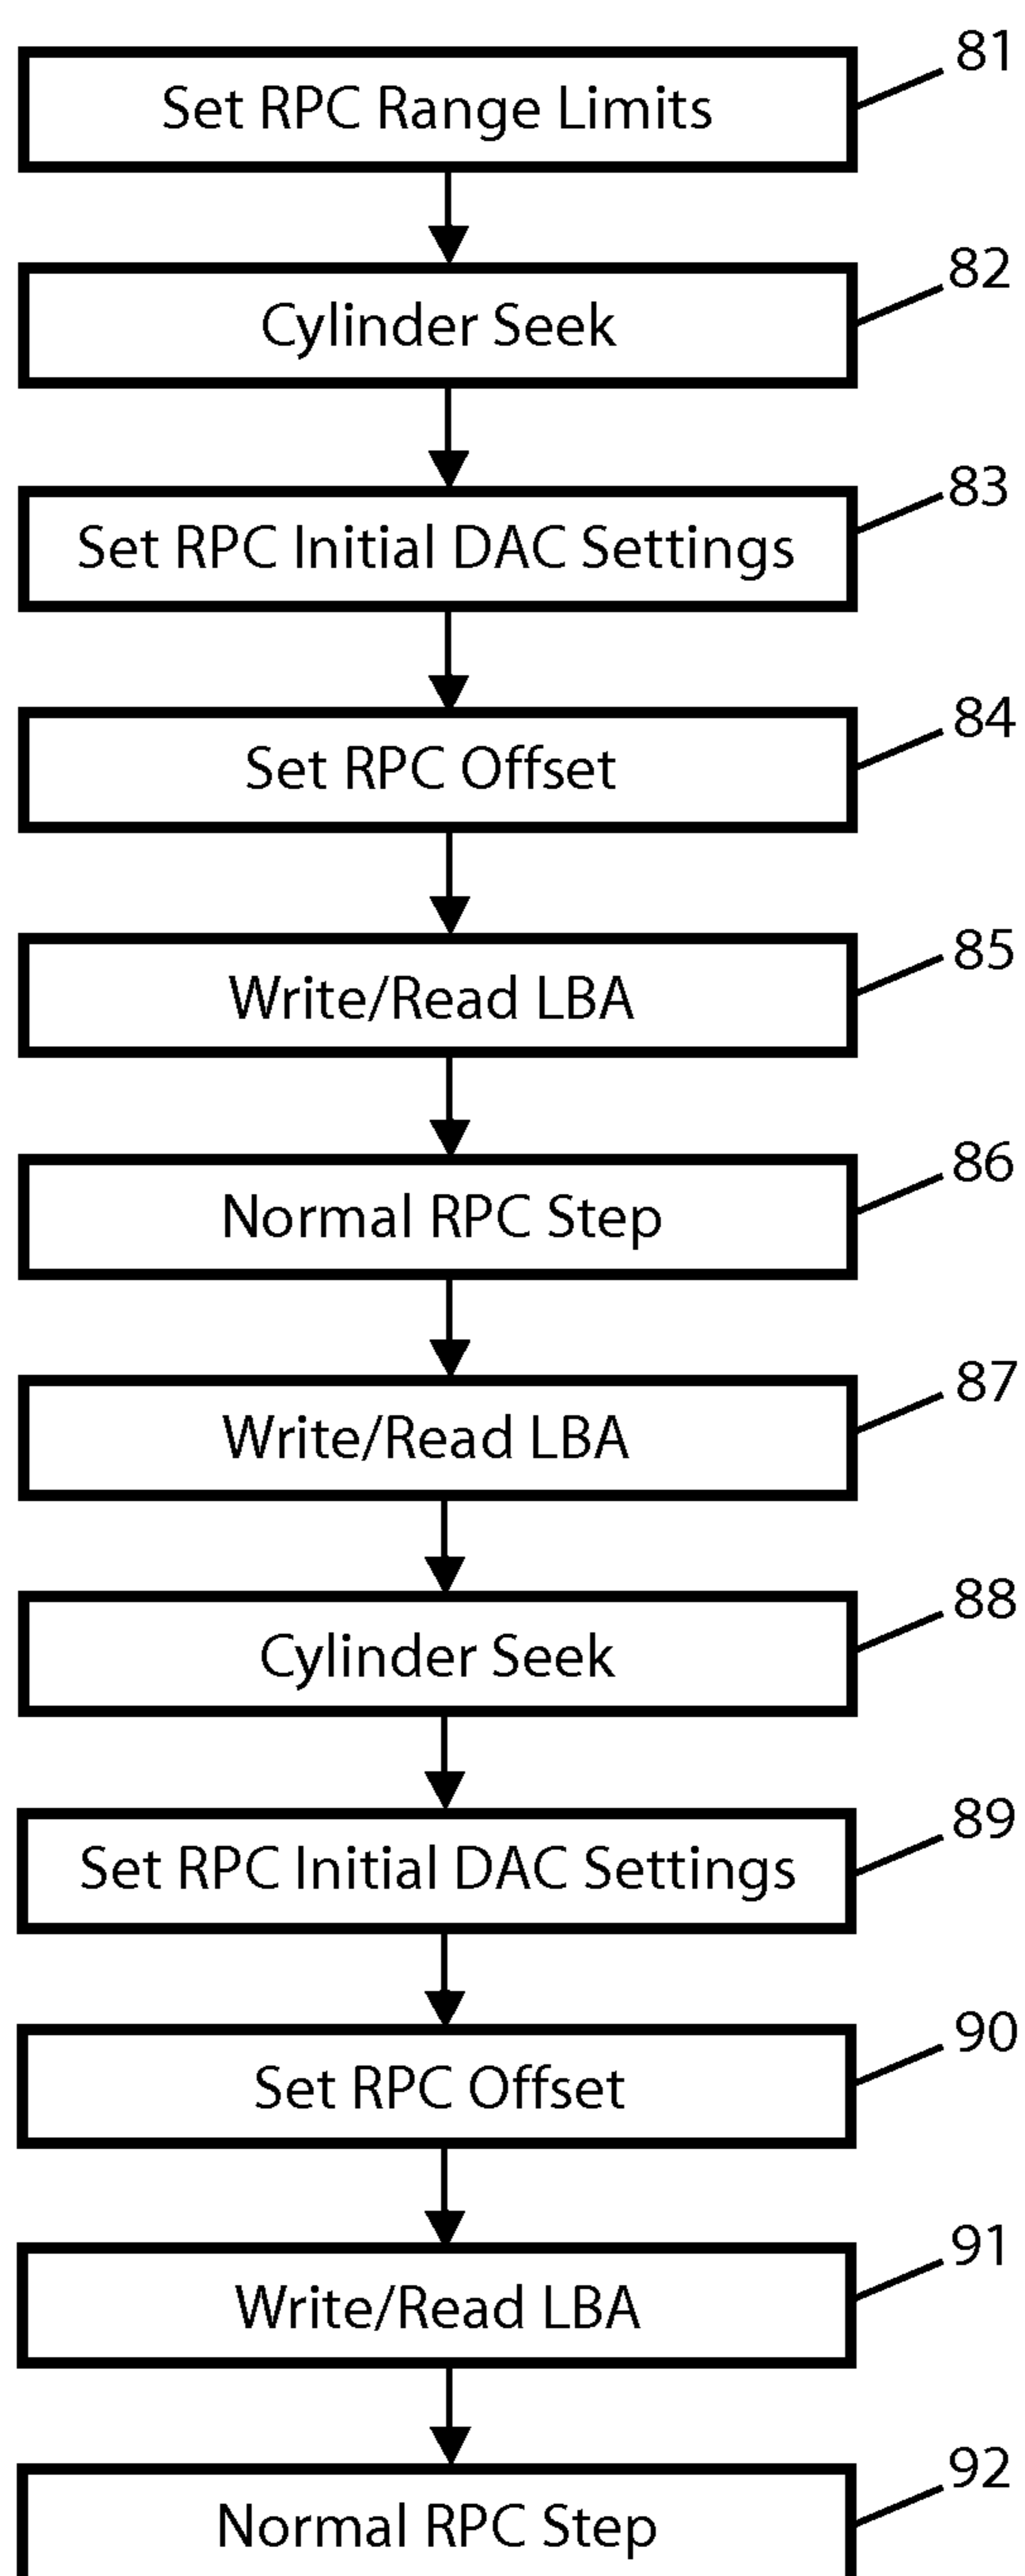 81
Set RPC Range Limits
82
Cylinder Seek
83
Set RPC Initial DAC Settings
84
Set RPC Offset
85
Write/Read LBA
86
Normal RPC Step
87
Write/Read LBA
88
Cylinder Seek
89
Set RPC Initial DAC Settings
90
Set RPC Offset
91
Write/Read LBA
92
Normal RPC Step